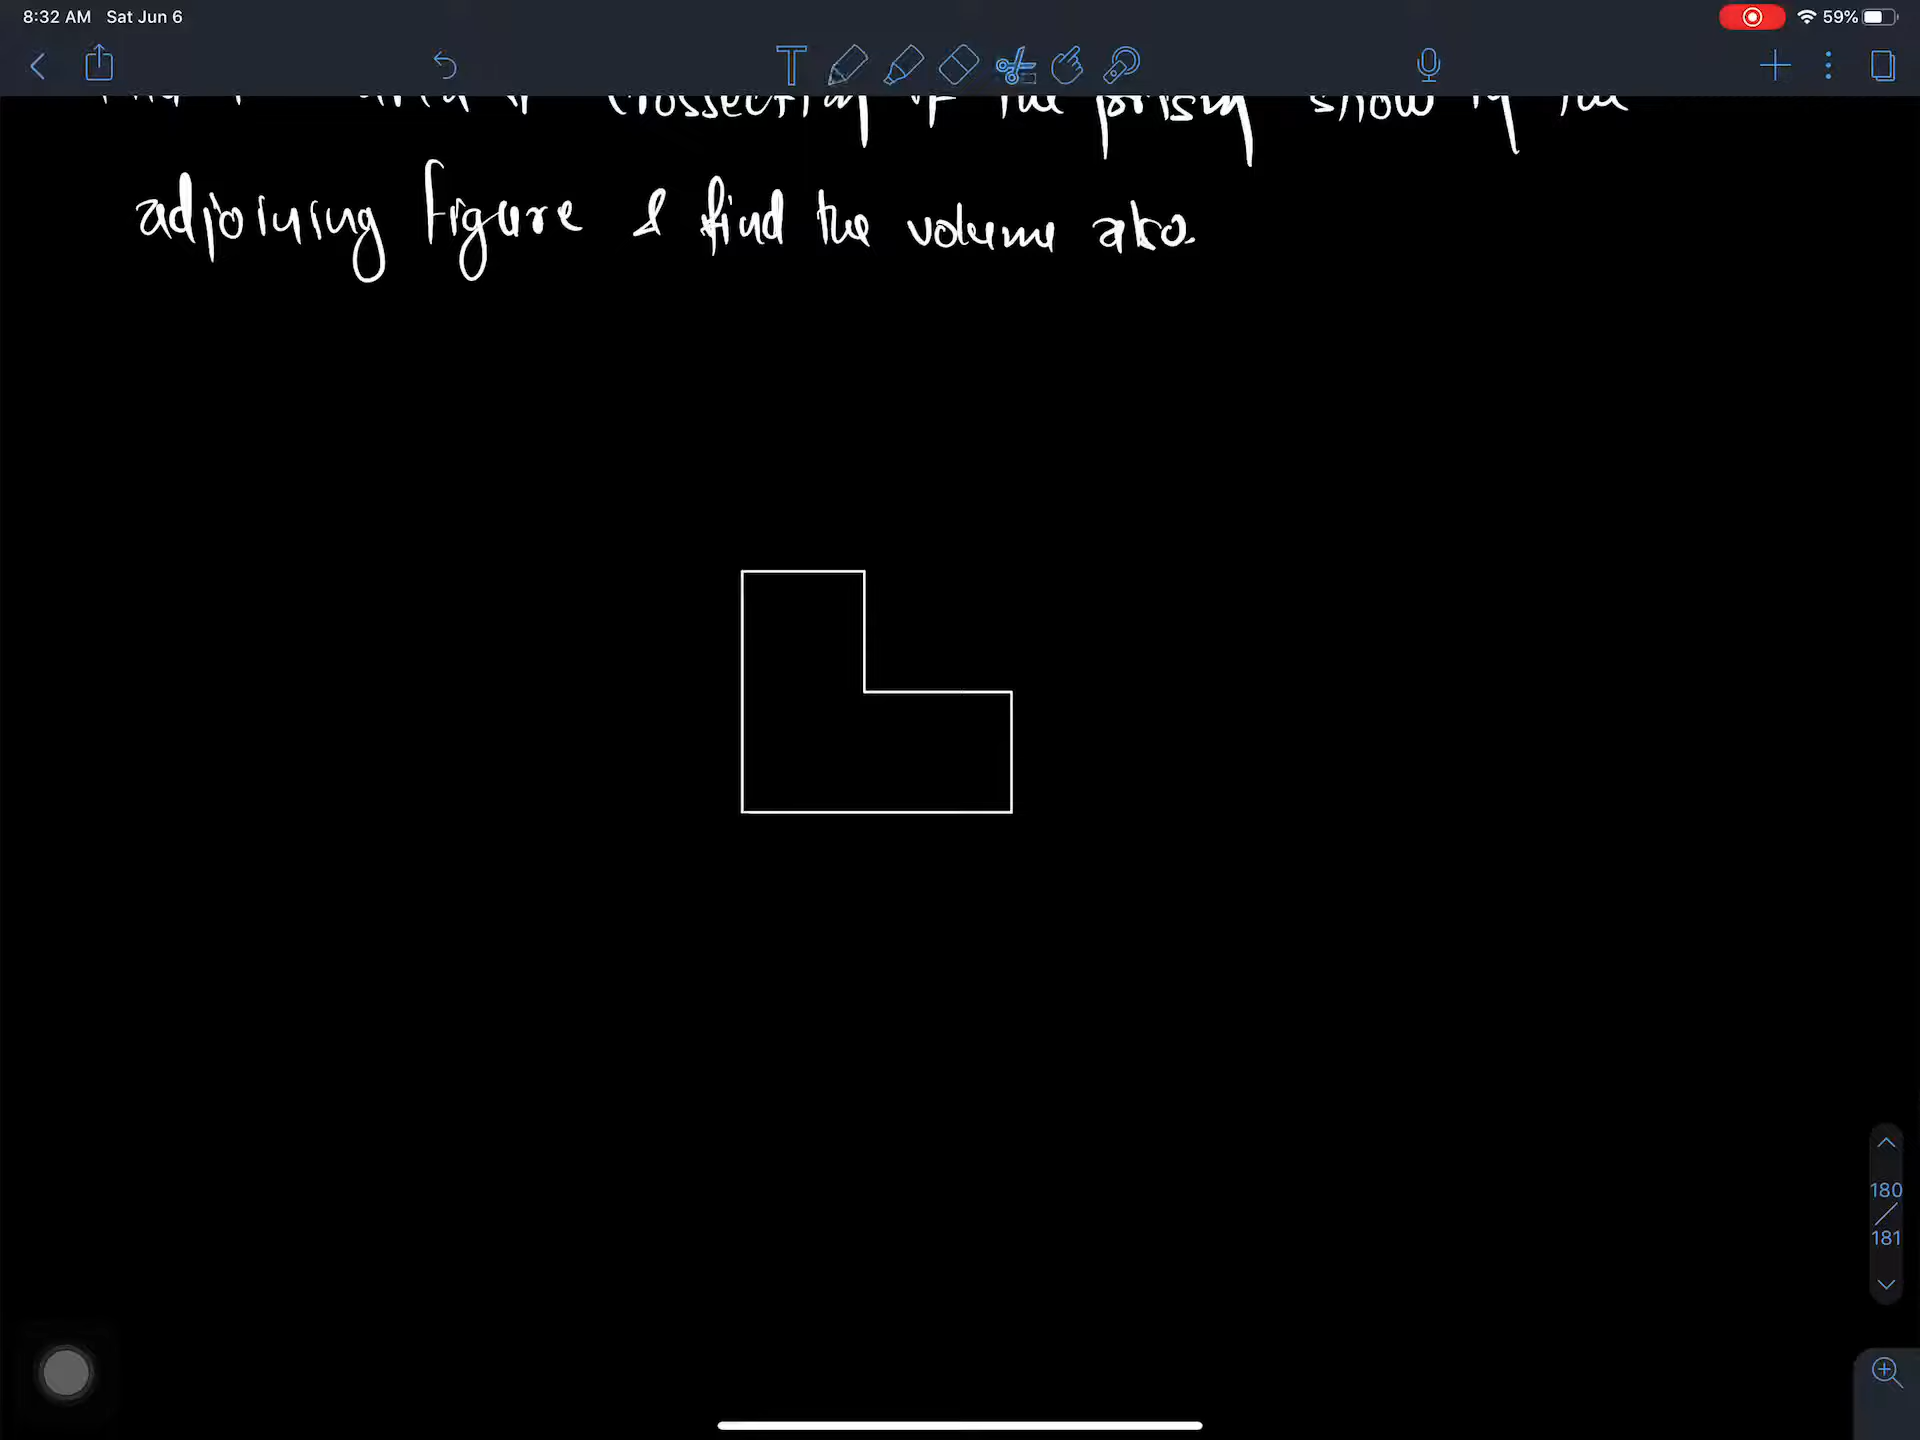 8:32 AM Sat Jun 6
59%
T
crossection of the prism show in the
adjoining figure & find the volume also.
180
181